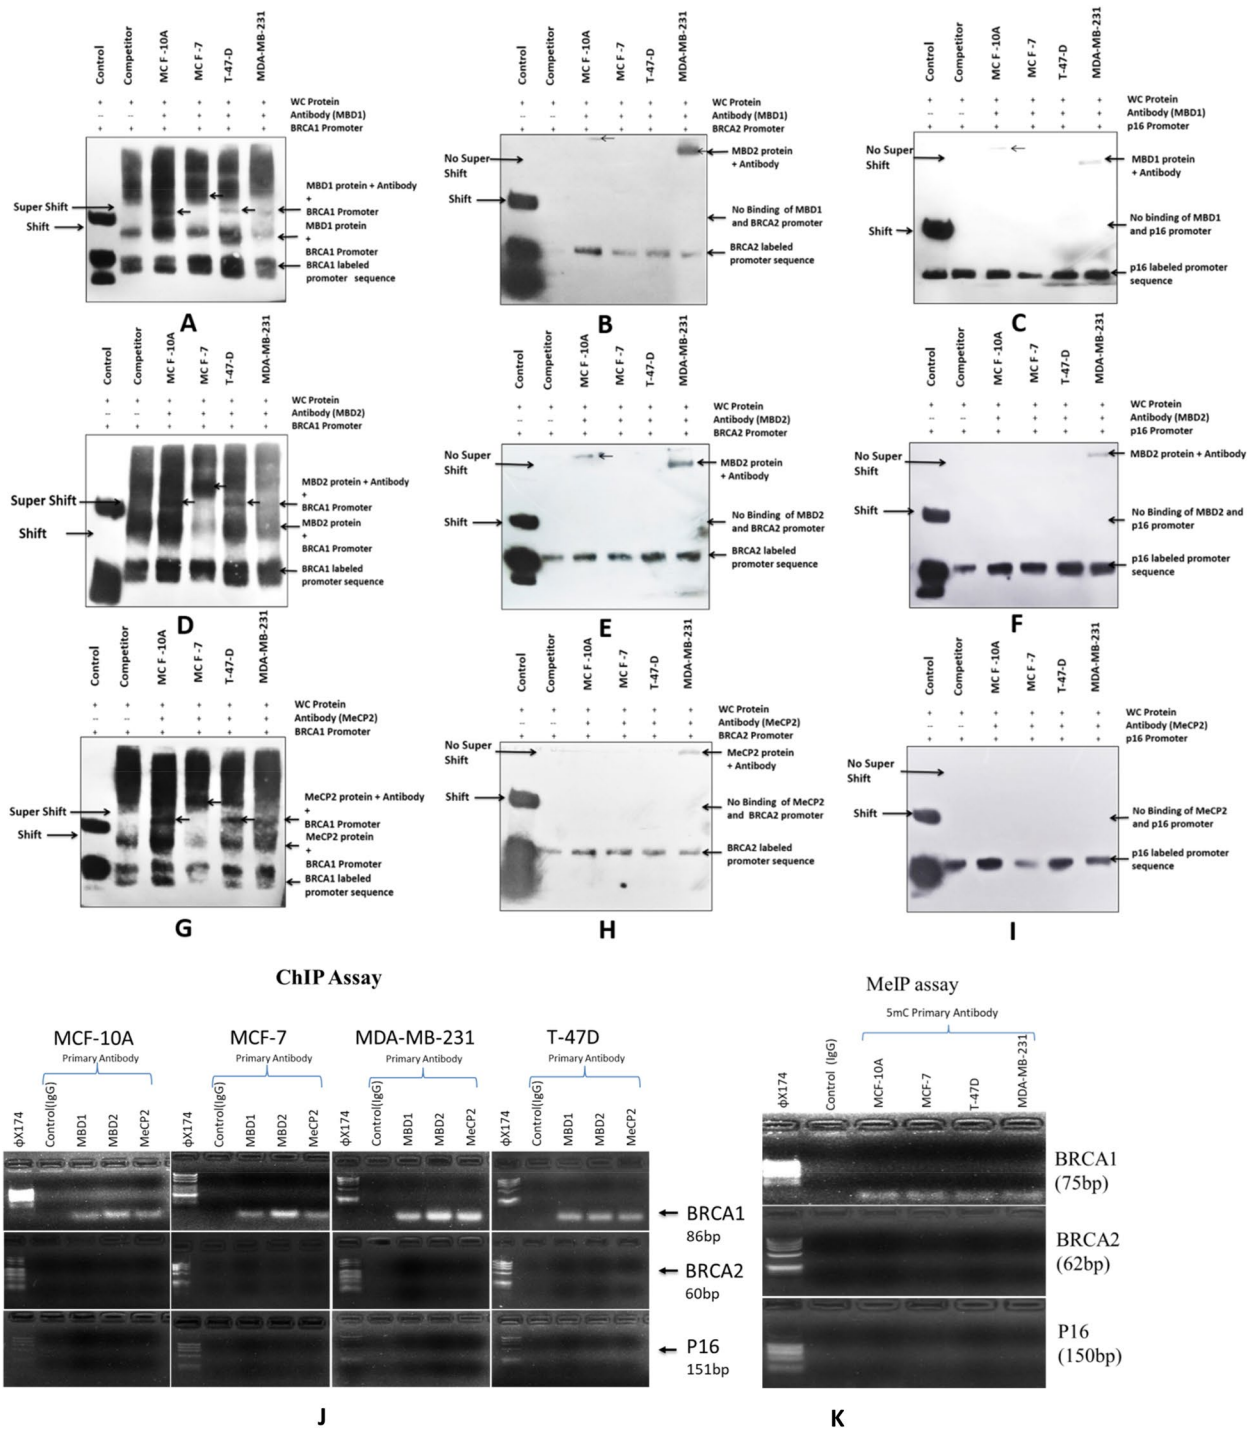 Control
Competitor
MC F -10A
MC F -7
T-47-D
MDA-MB-231
WC Protein + + + + + +
Antibody (MBD1) -- -- + + + +
BRCA1 Promoter + + + + + +
Super Shift
Shift
MBD1 protein + Antibody
+
BRCA1 Promoter
MBD1 protein
+
BRCA1 Promoter
BRCA1 labeled
promoter sequence
A
Control
Competitor
MC F -10A
MC F -7
T-47-D
MDA-MB-231
WC Protein + + + + + +
Antibody (MBD1) -- -- + + + +
BRCA2 Promoter + + + + + +
No Super
Shift
Shift
MBD2 protein
+ Antibody
No Binding of MBD1
and BRCA2 promoter
BRCA2 labeled
promoter sequence
B
Control
Competitor
MC F -10A
MC F -7
T-47-D
MDA-MB-231
WC Protein + + + + + +
Antibody (MBD1) -- -- + + + +
p16 Promoter + + + + + +
No Super
Shift
Shift
MBD1 protein
+ Antibody
No binding of MBD1
and p16 promoter
p16 labeled promoter
sequence
C
Control
Competitor
MC F -10A
MC F -7
T-47-D
MDA-MB-231
WC Protein + + + + + +
Antibody (MBD2) -- -- + + + +
BRCA1 Promoter + + + + + +
Super Shift
Shift
MBD2 protein + Antibody
+
BRCA1 Promoter
MBD2 protein
+
BRCA1 Promoter
BRCA1 labeled
promoter sequence
D
Control
Competitor
MC F -10A
MC F -7
T-47-D
MDA-MB-231
WC Protein + + + + + +
Antibody (MBD2) -- -- + + + +
BRCA2 Promoter + + + + + +
No Super
Shift
Shift
MBD2 protein
+ Antibody
No Binding of MBD2
and BRCA2 promoter
BRCA2 labeled
promoter sequence
E
Control
Competitor
MC F -10A
MC F -7
T-47-D
MDA-MB-231
WC Protein + + + + + +
Antibody (MBD2) -- -- + + + +
p16 Promoter + + + + + +
No Super
Shift
Shift
MBD2 protein + Antibody
No Binding of MBD2 and
p16 promoter
p16 labeled promoter
sequence
F
Control
Competitor
MC F -10A
MC F -7
T-47-D
MDA-MB-231
WC Protein + + + + + +
Antibody (MeCP2) -- -- + + + +
BRCA1 Promoter + + + + + +
Super Shift
Shift
MeCP2 protein + Antibody
+
BRCA1 Promoter
MeCP2 protein
+
BRCA1 Promoter
BRCA1 labeled
promoter sequence
G
Control
Competitor
MC F -10A
MC F -7
T-47-D
MDA-MB-231
WC Protein + + + + + +
Antibody (MeCP2) -- -- + + + +
BRCA2 Promoter + + + + + +
No Super
Shift
Shift
MeCP2 protein
+ Antibody
No Binding of MeCP2
and BRCA2 promoter
BRCA2 labeled
promoter sequence
H
Control
Competitor
MC F -10A
MC F -7
T-47-D
MDA-MB-231
WC Protein + + + + + +
Antibody (MeCP2) -- -- + + + +
p16 Promoter + + + + + +
No Super
Shift
Shift
No Binding of MeCP2
and p16 promoter
p16 labeled promoter
sequence
I
ChIP Assay
MCF-10A
Primary Antibody
ϕX174
Control(IgG)
MBD1
MBD2
MeCP2
MCF-7
Primary Antibody
ϕX174
Control(IgG)
MBD1
MBD2
MeCP2
MDA-MB-231
Primary Antibody
ϕX174
Control(IgG)
MBD1
MBD2
MeCP2
T-47D
Primary Antibody
ϕX174
Control(IgG)
MBD1
MBD2
MeCP2
BRCA1
86bp
BRCA2
60bp
P16
151bp
J
MeIP assay
5mC Primary Antibody
ϕX174
Control (IgG)
MCF-10A
MCF-7
T-47D
MDA-MB-231
BRCA1
(75bp)
BRCA2
(62bp)
P16
(150bp)
K